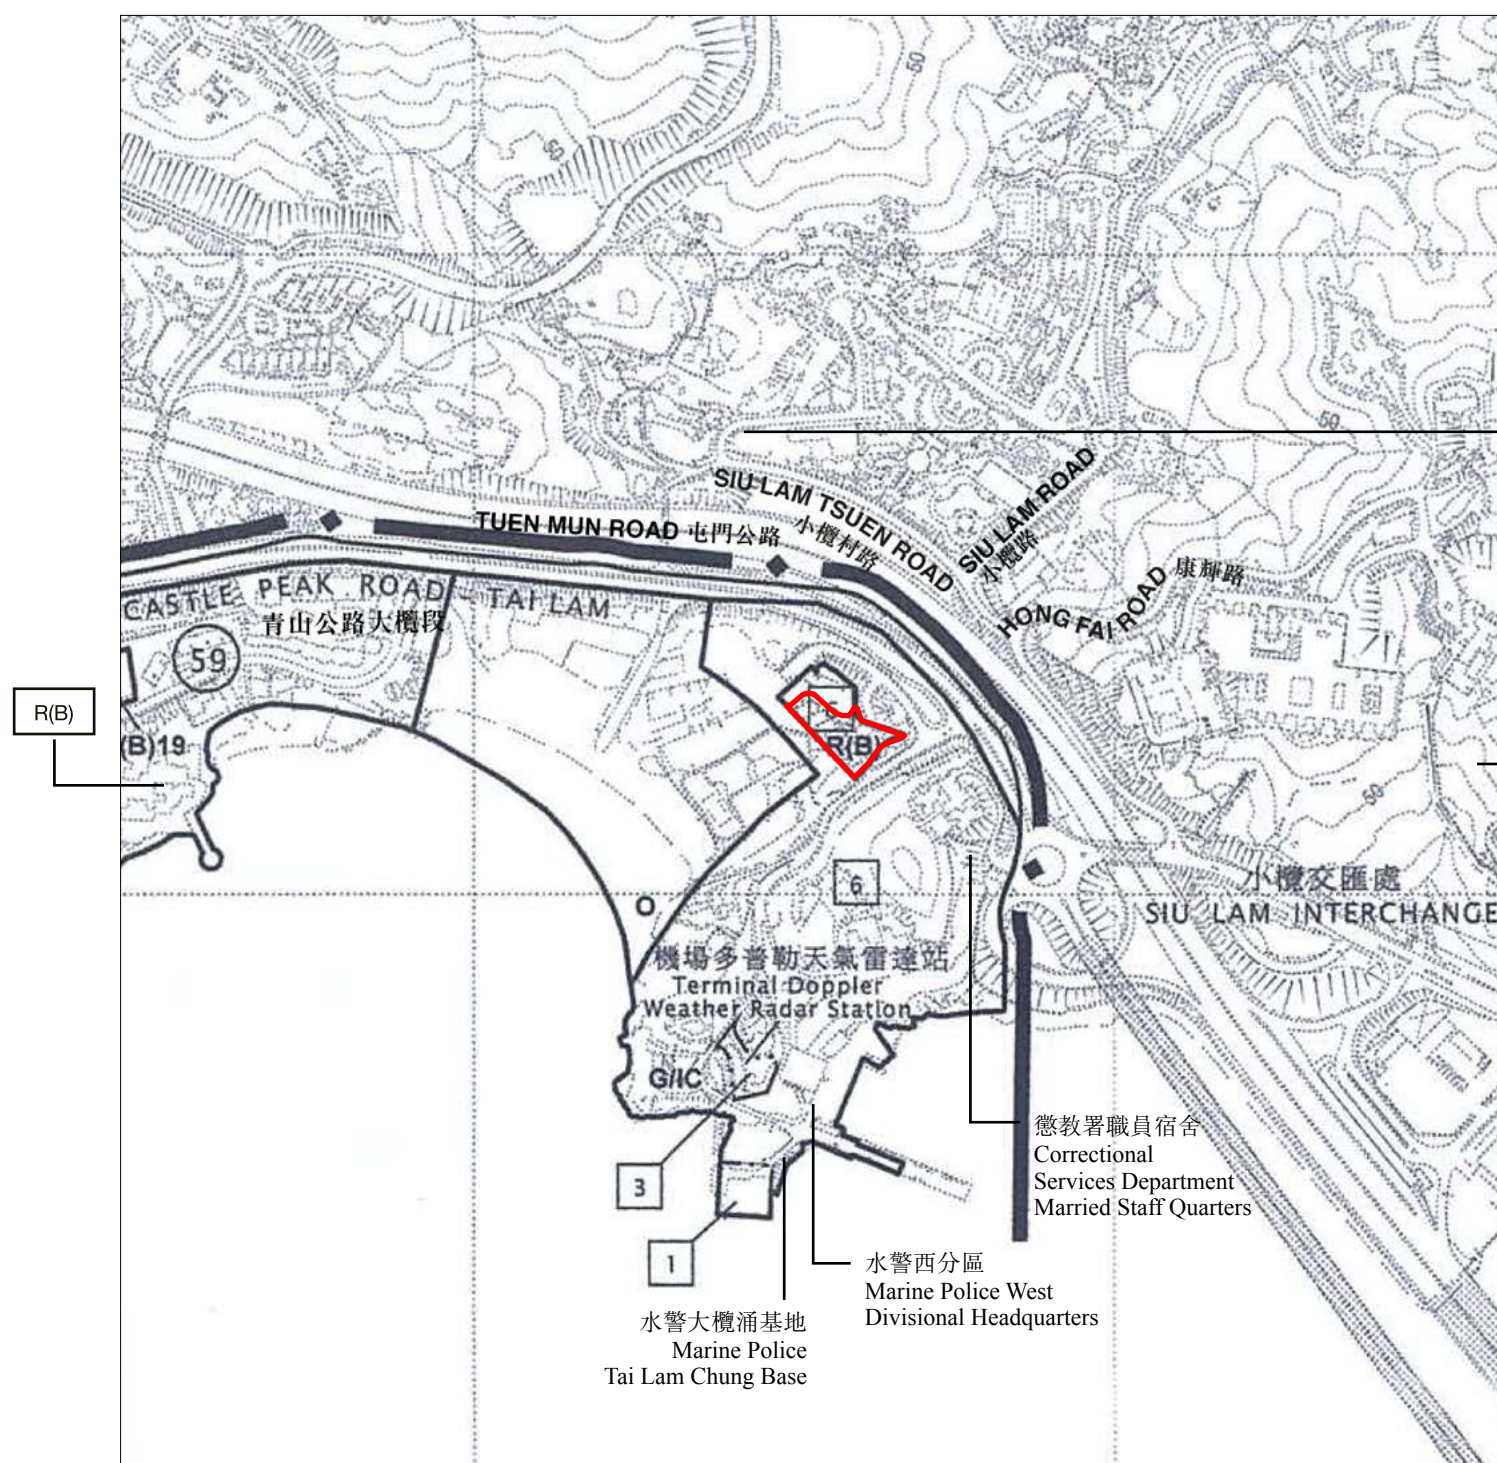 50
50
50
SIU LAM TSUEN ROAD
小欖村路
SIU LAM ROAD
小欖路
TUEN MUN ROAD 屯門公路
HONG FAI ROAD 康輝路
CASTLE PEAK ROAD - TAI LAM
青山公路大欖段
59
R(B)
(B)19
R(B)
50
6
小欖交匯處
SIU LAM INTERCHANGE
O
機場多普勒天氣雷達站
Terminal Doppler
Weather Radar Station
G/IC
3
1
懲教署職員宿舍
Correctional
Services Department
Married Staff Quarters
水警西分區
Marine Police West
Divisional Headquarters
水警大欖涌基地
Marine Police
Tai Lam Chung Base